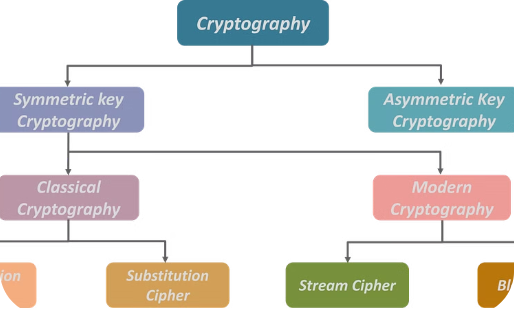 Cryptography
Symmetric key
Cryptography
Asymmetric Key
Cryptography
Classical
Cryptography
Modern
Cryptography
Substitution
Cipher
Stream Cipher